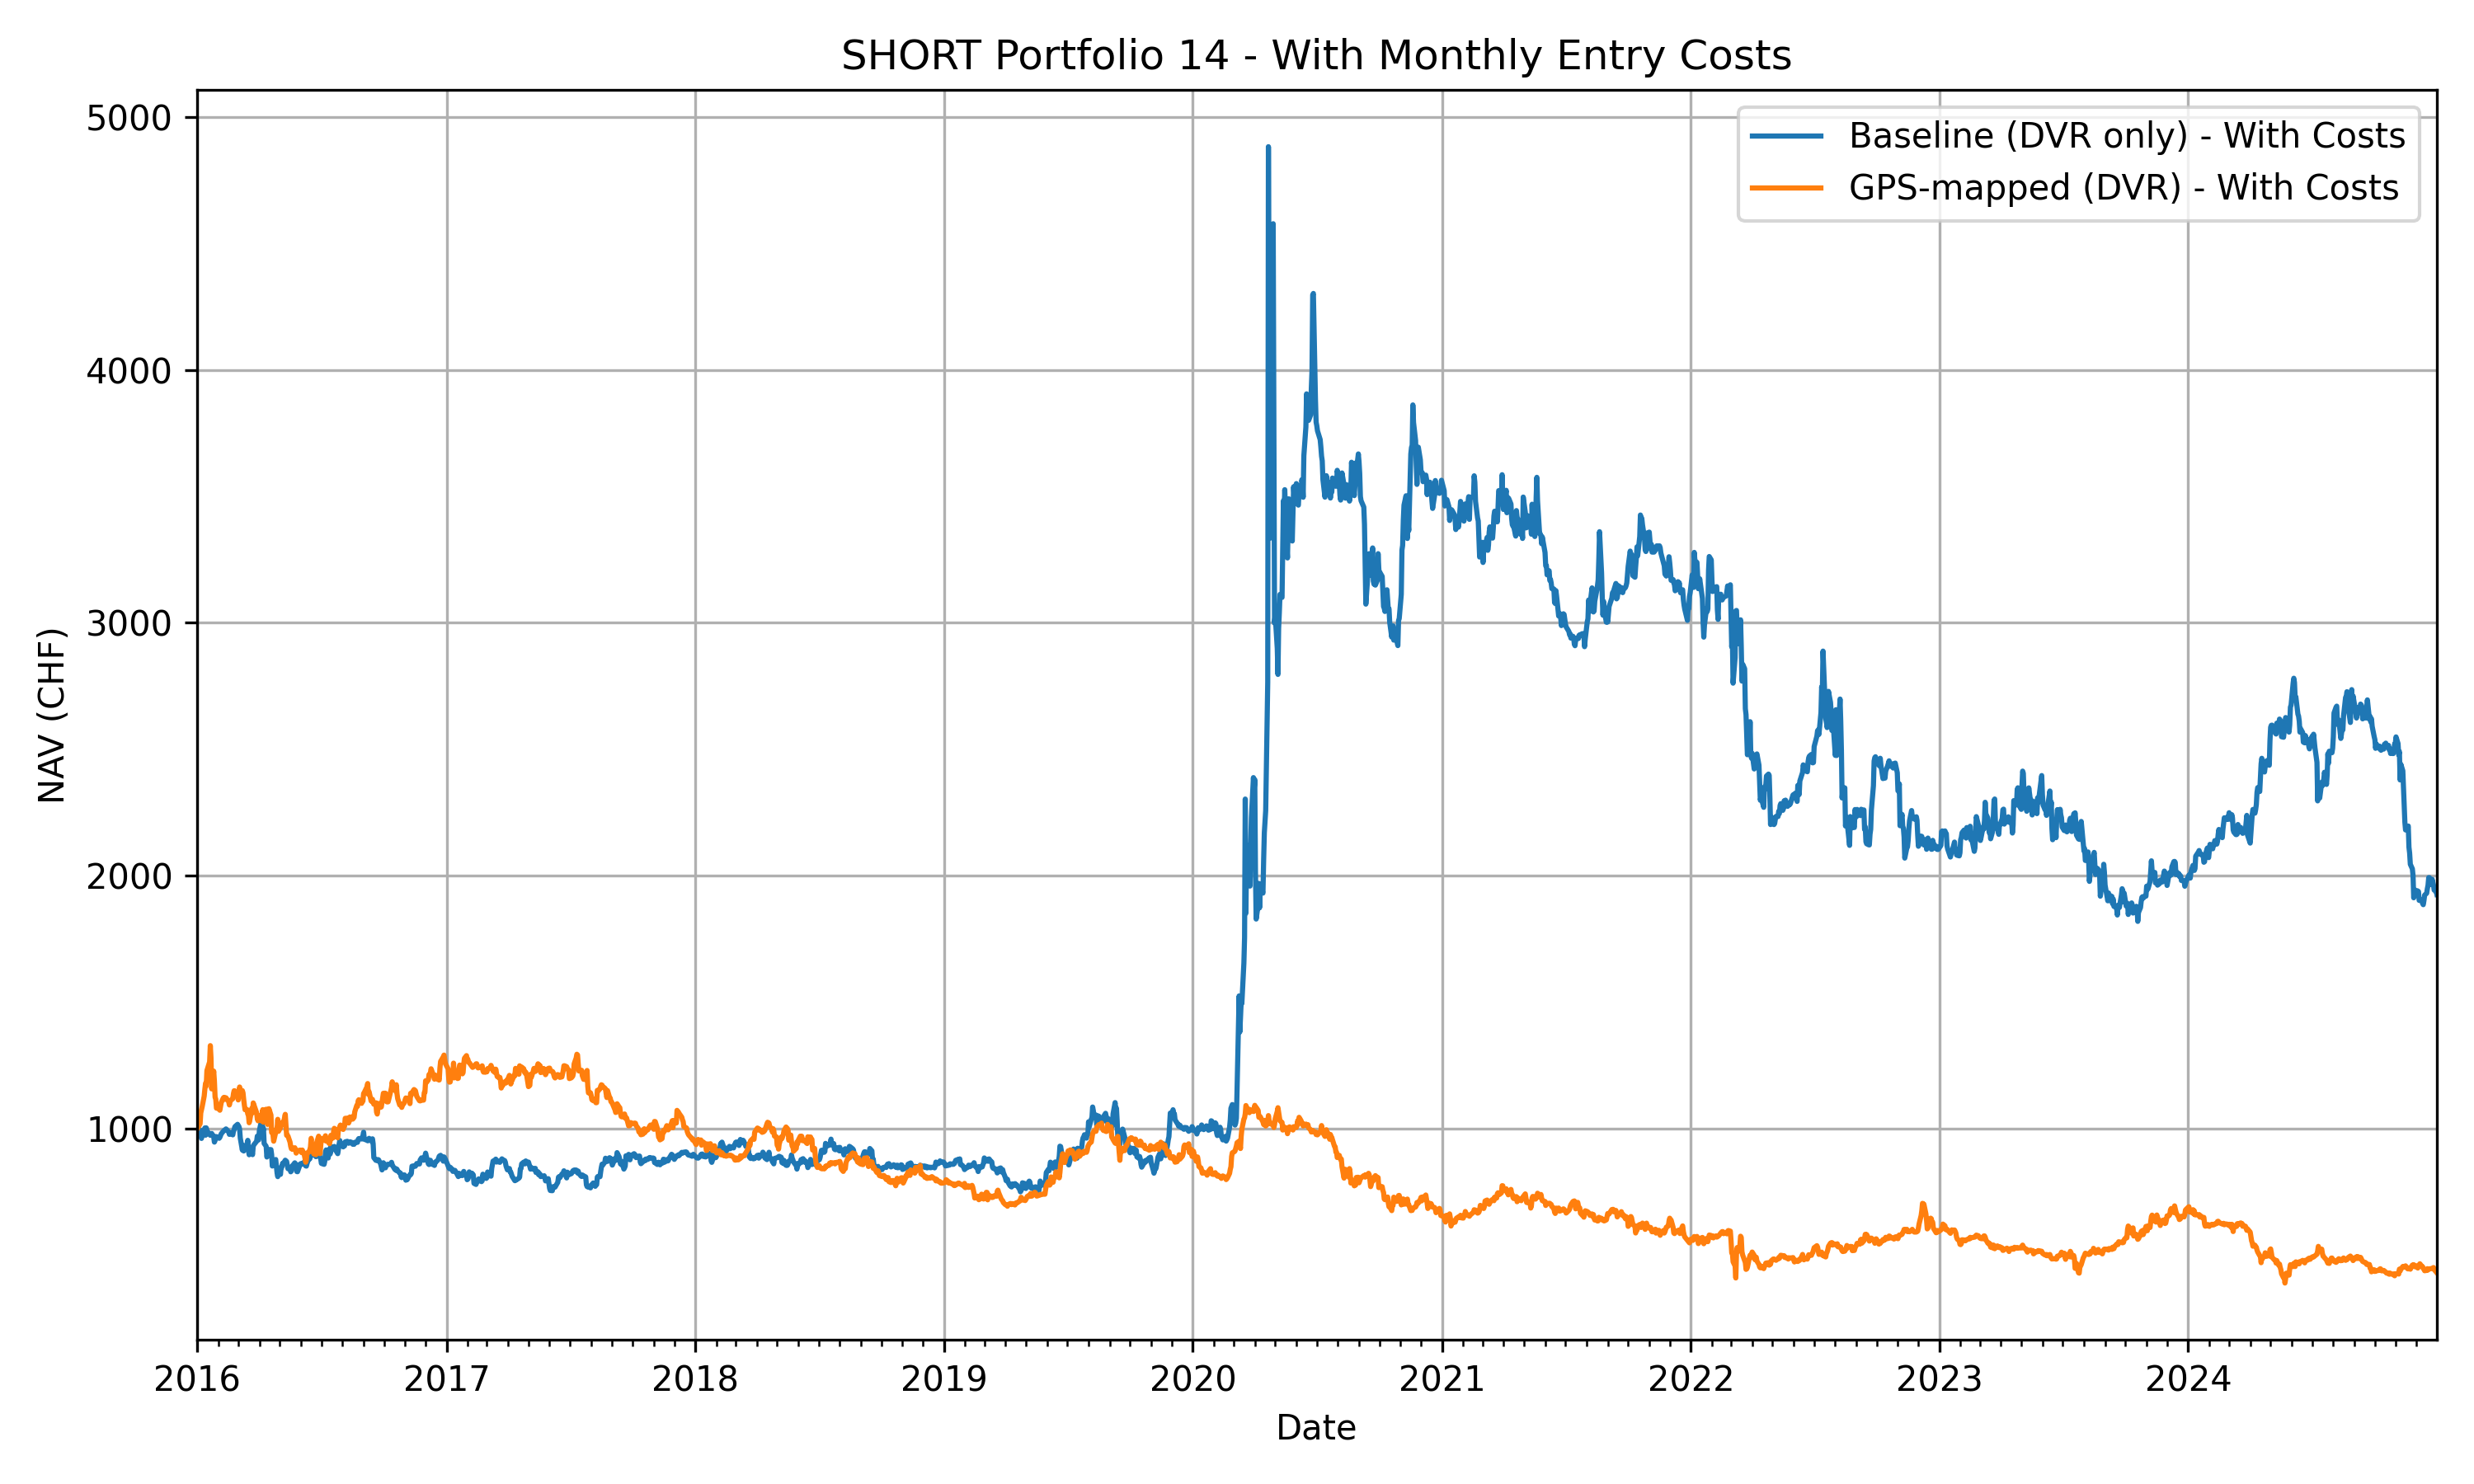 SHORT Portfolio 14 - With Monthly Entry Costs
Baseline (DVR only) - With Costs
GPS-mapped (DVR) - With Costs
5000
4000
3000
2000
1000
NAV (CHF)
2016 2017 2018 2019 2020 2021 2022 2023 2024
Date